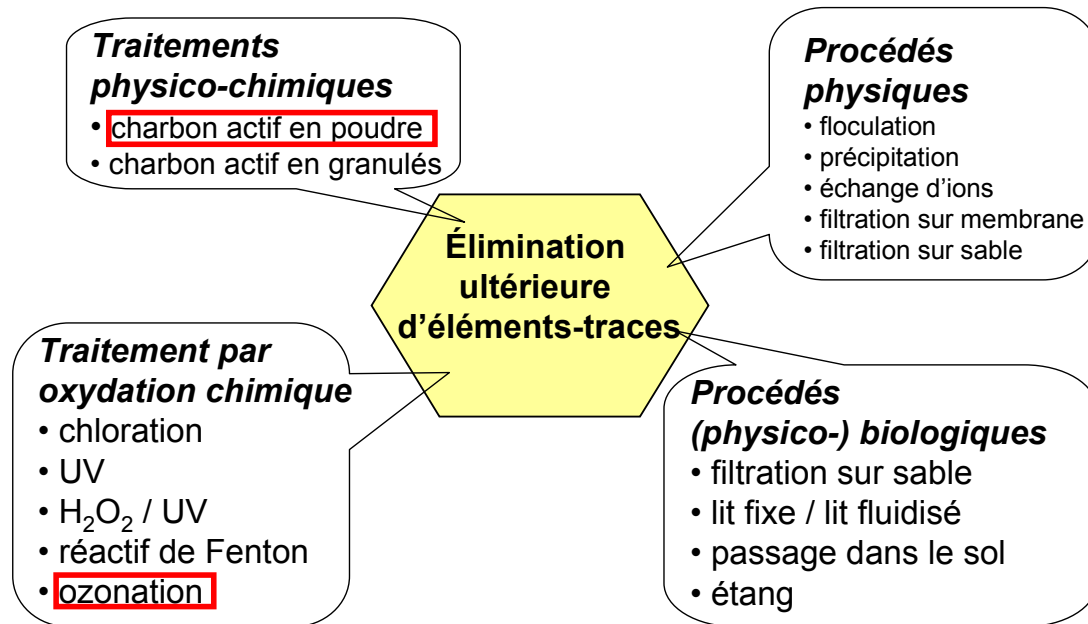 Traitements
physico-chimiques
• charbon actif en poudre
• charbon actif en granulés
Procédés
physiques
• floculation
• précipitation
• échange d’ions
• filtration sur membrane
• filtration sur sable
Élimination
ultérieure
d’éléments-traces
Traitement par
oxydation chimique
• chloration
• UV
• H₂O₂ / UV
• réactif de Fenton
• ozonation
Procédés
(physico-) biologiques
• filtration sur sable
• lit fixe / lit fluidisé
• passage dans le sol
• étang